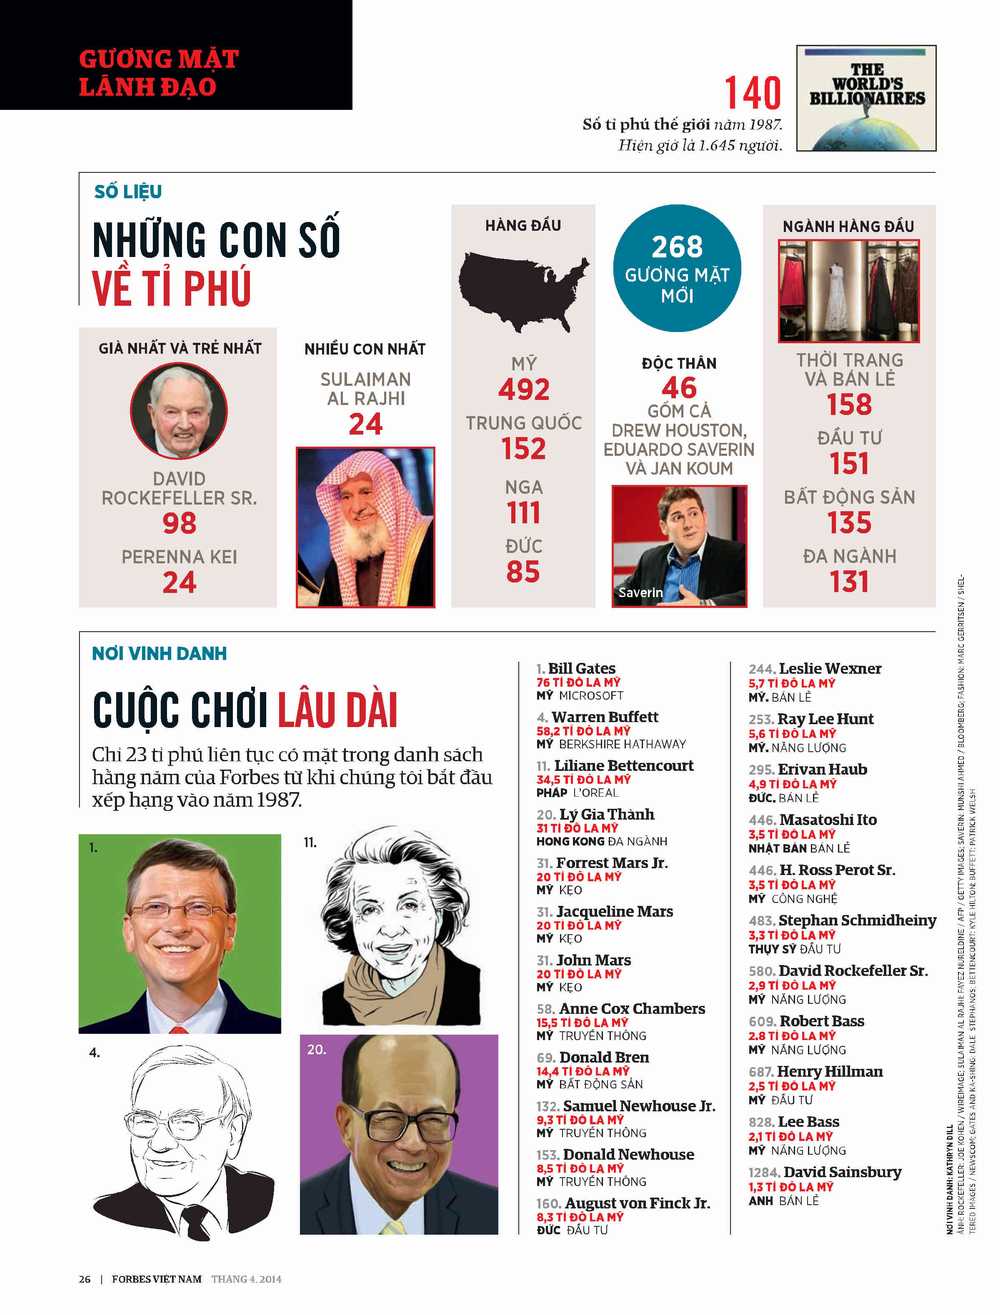 GƯƠNG MẶT
LÃNH ĐẠO
140
Số tỉ phú thế giới năm 1987.
Hiện giờ là 1.645 người.
THE
WORLD'S
BILLIONAIRES
SỐ LIỆU
NHỮNG CON SỐ
VỀ TỈ PHÚ
GIÀ NHẤT VÀ TRẺ NHẤT
DAVID
ROCKEFELLER SR.
98
PERENNA KEI
24
NHIỀU CON NHẤT
SULAIMAN
AL RAJHI
24
HÀNG ĐẦU
MỸ
492
TRUNG QUỐC
152
NGA
111
ĐỨC
85
268
GƯƠNG MẶT
MỚI
ĐỘC THÂN
46
GỒM CẢ
DREW HOUSTON,
EDUARDO SAVERIN
VÀ JAN KOUM
Saverin
NGÀNH HÀNG ĐẦU
THỜI TRANG
VÀ BÁN LẺ
158
ĐẦU TƯ
151
BẤT ĐỘNG SẢN
135
ĐA NGÀNH
131
NƠI VINH DANH
CUỘC CHƠI LÂU DÀI
Chỉ 23 tỉ phú liên tục có mặt trong danh sách
hằng năm của Forbes từ khi chúng tôi bắt đầu
xếp hạng vào năm 1987.
1.
11.
4.
20.
1. Bill Gates
76 TỈ ĐÔ LA MỸ
MỸ MICROSOFT
4. Warren Buffett
58,2 TỈ ĐÔ LA MỸ
MỸ BERKSHIRE HATHAWAY
11. Liliane Bettencourt
34,5 TỈ ĐÔ LA MỸ
PHÁP L'OREAL
20. Lý Gia Thành
31 TỈ ĐÔ LA MỸ
HONG KONG ĐA NGÀNH
31. Forrest Mars Jr.
20 TỈ ĐÔ LA MỸ
MỸ KẸO
31. Jacqueline Mars
20 TỈ ĐÔ LA MỸ
MỸ KẸO
31. John Mars
20 TỈ ĐÔ LA MỸ
MỸ KẸO
58. Anne Cox Chambers
15,5 TỈ ĐÔ LA MỸ
MỸ TRUYỀN THÔNG
69. Donald Bren
14,4 TỈ ĐÔ LA MỸ
MỸ BẤT ĐỘNG SẢN
132. Samuel Newhouse Jr.
9,3 TỈ ĐÔ LA MỸ
MỸ TRUYỀN THÔNG
153. Donald Newhouse
8,5 TỈ ĐÔ LA MỸ
MỸ TRUYỀN THÔNG
160. August von Finck Jr.
8,3 TỈ ĐÔ LA MỸ
ĐỨC ĐẦU TƯ
244. Leslie Wexner
5,7 TỈ ĐÔ LA MỸ
MỸ. BÁN LẺ
253. Ray Lee Hunt
5,6 TỈ ĐÔ LA MỸ
MỸ. NĂNG LƯỢNG
295. Erivan Haub
4,9 TỈ ĐÔ LA MỸ
ĐỨC. BÁN LẺ
446. Masatoshi Ito
3,5 TỈ ĐÔ LA MỸ
NHẬT BẢN BÁN LẺ
446. H. Ross Perot Sr.
3,5 TỈ ĐÔ LA MỸ
MỸ CÔNG NGHỆ
483. Stephan Schmidheiny
3,3 TỈ ĐÔ LA MỸ
THỤY SỸ ĐẦU TƯ
580. David Rockefeller Sr.
2,9 TỈ ĐÔ LA MỸ
MỸ NĂNG LƯỢNG
609. Robert Bass
2.8 TỈ ĐÔ LA MỸ
MỸ NĂNG LƯỢNG
687. Henry Hillman
2,5 TỈ ĐÔ LA MỸ
MỸ ĐẦU TƯ
828. Lee Bass
2,1 TỈ ĐÔ LA MỸ
MỸ NĂNG LƯỢNG
1284. David Sainsbury
1,3 TỈ ĐÔ LA MỸ
ANH BÁN LẺ
NƠI VINH DANH: KATHRYN DILL
ẢNH: ROCKEFELLER: JOE KOHEN / WIREIMAGE; SULAIMAN AL RAJHI: FAYEZ NURELDINE / AFP / GETTY IMAGES; SAVERIN: MUNSHI AHMED / BLOOMBERG; FASHION: MARC GERRITSEN / SHEL-
TERED IMAGES / NEWSCOM; GATES AND KA-SHING: DALE STEPHANOS; BETTENCOURT: KYLE HILTON; BUFFETT: PATRICK WELSH
26 | FORBES VIỆT NAM THÁNG 4, 2014